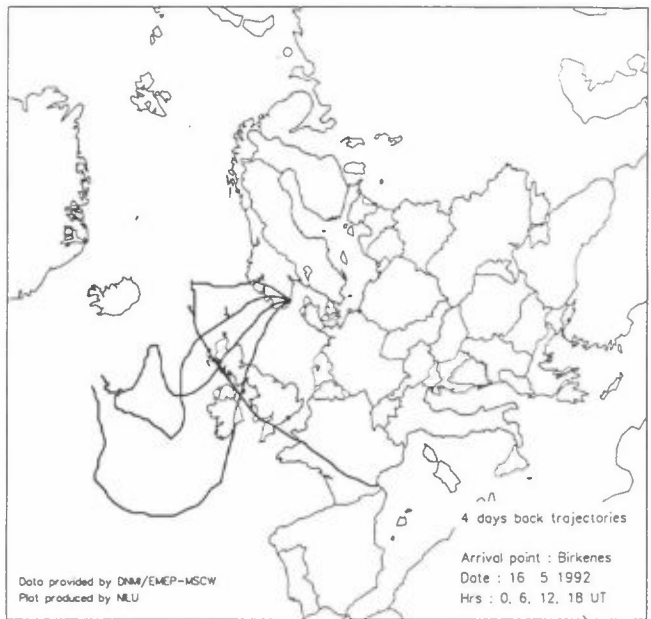 4 days back trajectories
Arrival point : Birkenes
Date : 16 5 1992
Hrs : 0, 6, 12, 18 UT
Data provided by DNMI/EMEP-MSCW
Plot produced by NILU